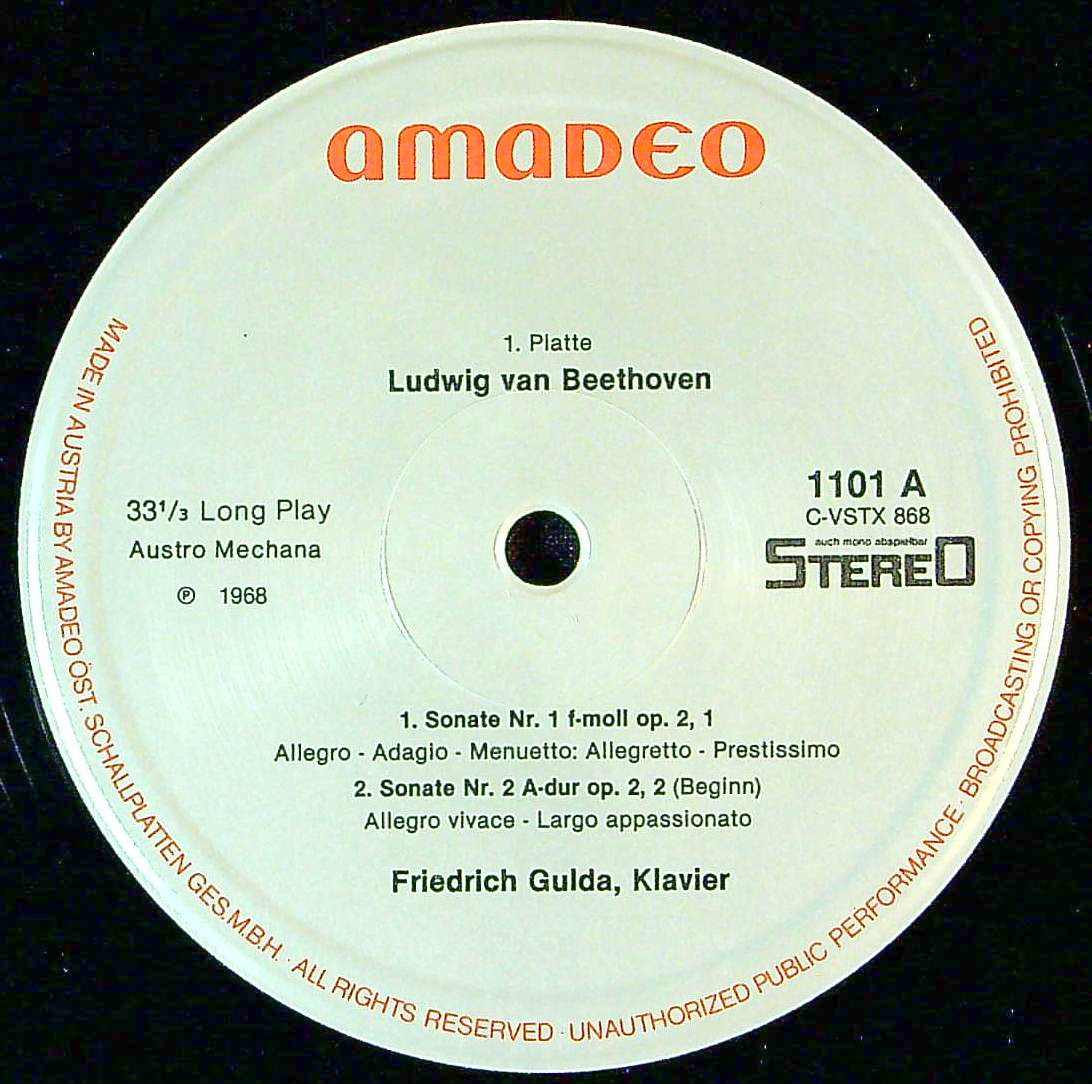 amaDEO
1. Platte
Ludwig van Beethoven
33¹/₃ Long Play
Austro Mechana
℗ 1968
1101 A
C-VSTX 868
auch mono abspielbar
STEREO
1. Sonate Nr. 1 f-moll op. 2, 1
Allegro - Adagio - Menuetto: Allegretto - Prestissimo
2. Sonate Nr. 2 A-dur op. 2, 2 (Beginn)
Allegro vivace - Largo appassionato
Friedrich Gulda, Klavier
MADE IN AUSTRIA BY AMADEO ÖST. SCHALLPLATTEN GES.M.B.H. · ALL RIGHTS RESERVED · UNAUTHORIZED PUBLIC PERFORMANCE · BROADCASTING OR COPYING PROHIBITED